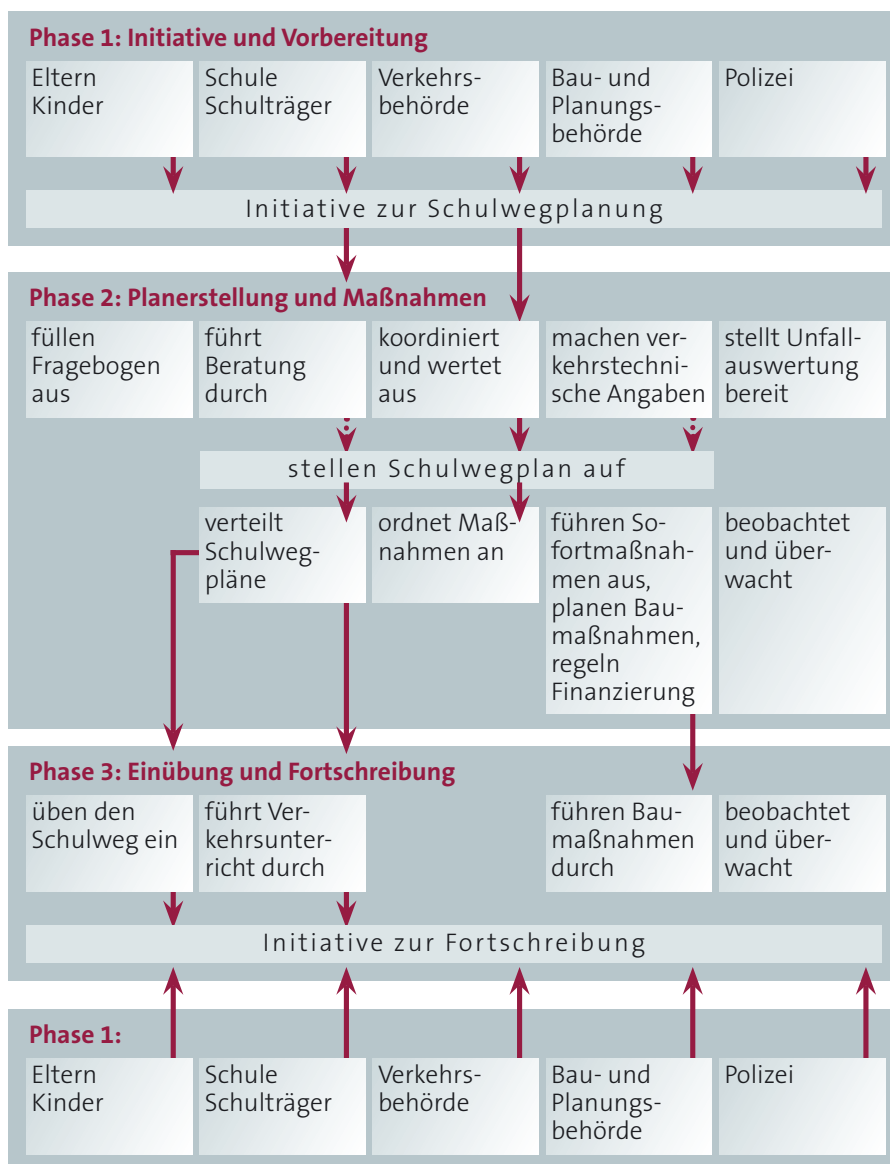 Phase 1: Initiative und Vorbereitung
Eltern
Kinder
Schule
Schulträger
Verkehrs-
behörde
Bau- und
Planungs-
behörde
Polizei
Initiative zur Schulwegplanung
Phase 2: Planerstellung und Maßnahmen
füllen
Fragebogen
aus
führt
Beratung
durch
koordiniert
und wertet
aus
machen ver-
kehrstechni-
sche Angaben
stellt Unfall-
auswertung
bereit
stellen Schulwegplan auf
verteilt
Schulweg-
pläne
ordnet Maß-
nahmen an
führen So-
fortmaßnah-
men aus,
planen Bau-
maßnahmen,
regeln
Finanzierung
beobachtet
und über-
wacht
Phase 3: Einübung und Fortschreibung
üben den
Schulweg ein
führt Ver-
kehrsunter-
richt durch
führen Bau-
maßnahmen
durch
beobachtet
und über-
wacht
Initiative zur Fortschreibung
Phase 1:
Eltern
Kinder
Schule
Schulträger
Verkehrs-
behörde
Bau- und
Planungs-
behörde
Polizei